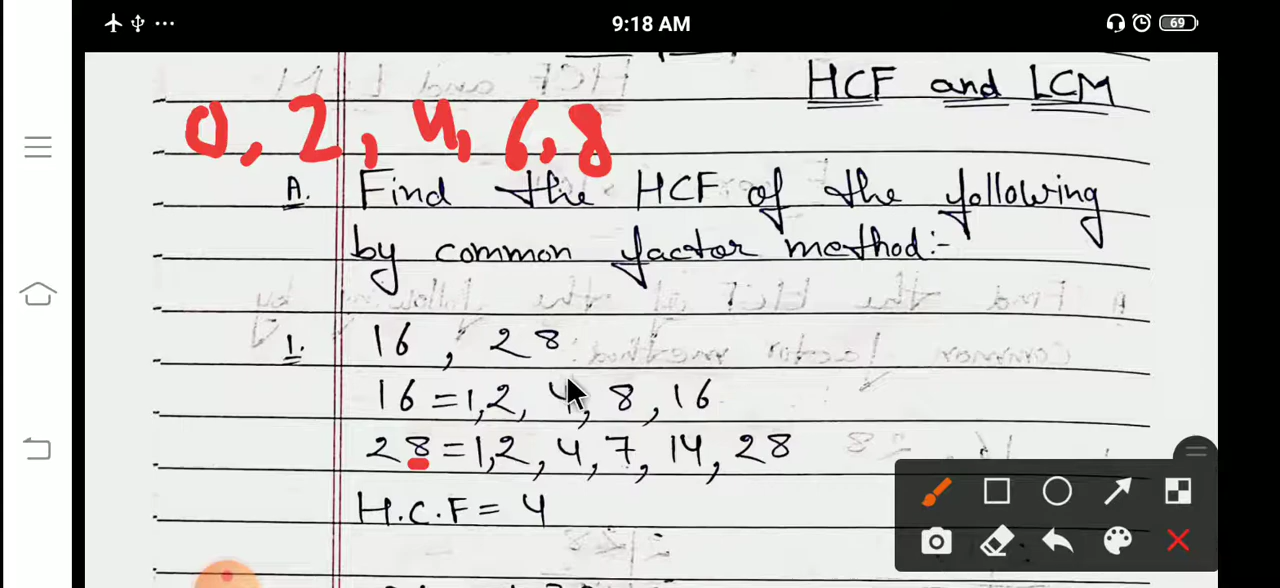 9:18 AM
69
HCF and LCM
0, 2, 4, 6, 8
A. Find the HCF of the following
by common factor method:-
1. 16, 28
16 = 1, 2, 4, 8, 16
28 = 1, 2, 4, 7, 14, 28
H.C.F = 4